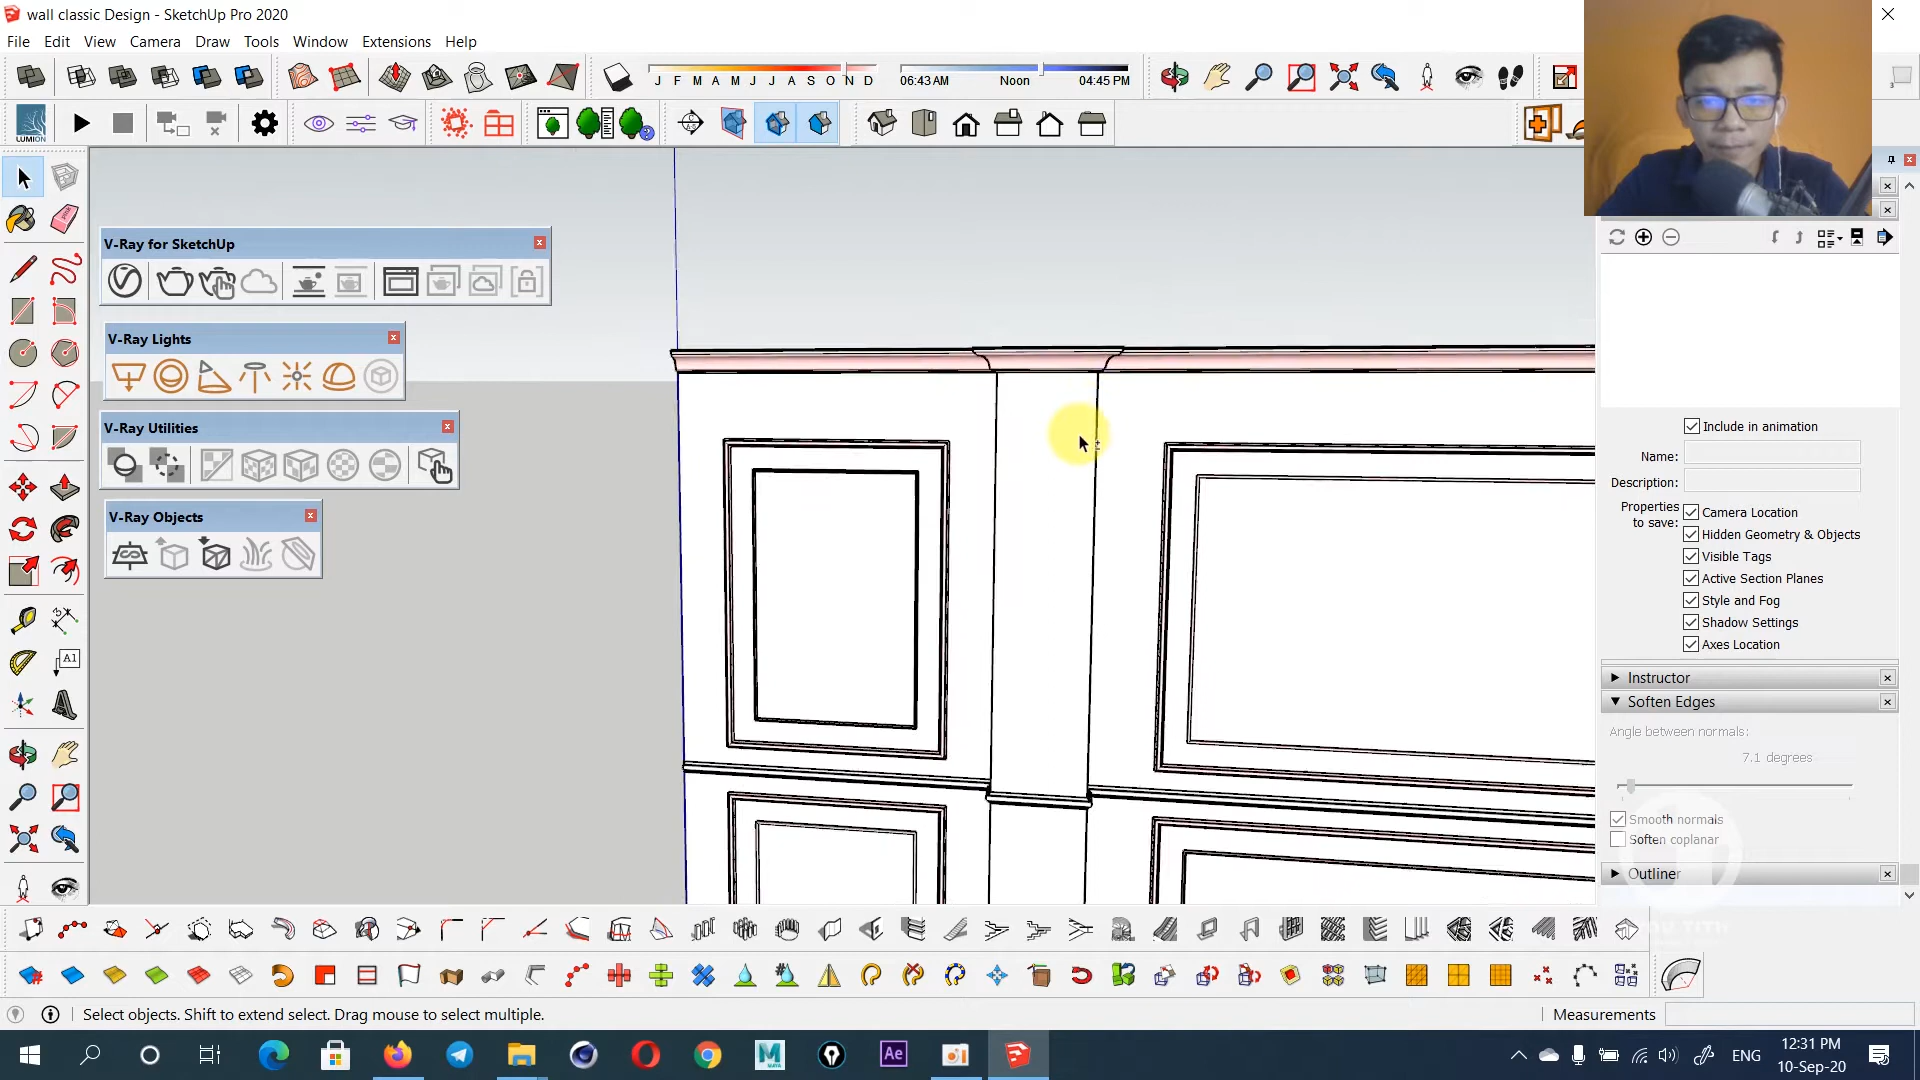 wall classic Design - SketchUp Pro 2020
File Edit View Camera Draw Tools Window Extensions Help
J F M A M J J A S O N D 06:43 AM Noon 04:45 PM
LUMION
V-Ray for SketchUp
V-Ray Lights
V-Ray Utilities
V-Ray Objects
A1
Include in animation
Name:
Description:
Properties to save:
Camera Location
Hidden Geometry & Objects
Visible Tags
Active Section Planes
Style and Fog
Shadow Settings
Axes Location
Instructor
Soften Edges
Angle between normals:
7.1 degrees
Smooth normals
Soften coplanar
Outliner
Select objects. Shift to extend select. Drag mouse to select multiple.
Measurements
MAYA
Ae
ENG
12:31 PM
10-Sep-20